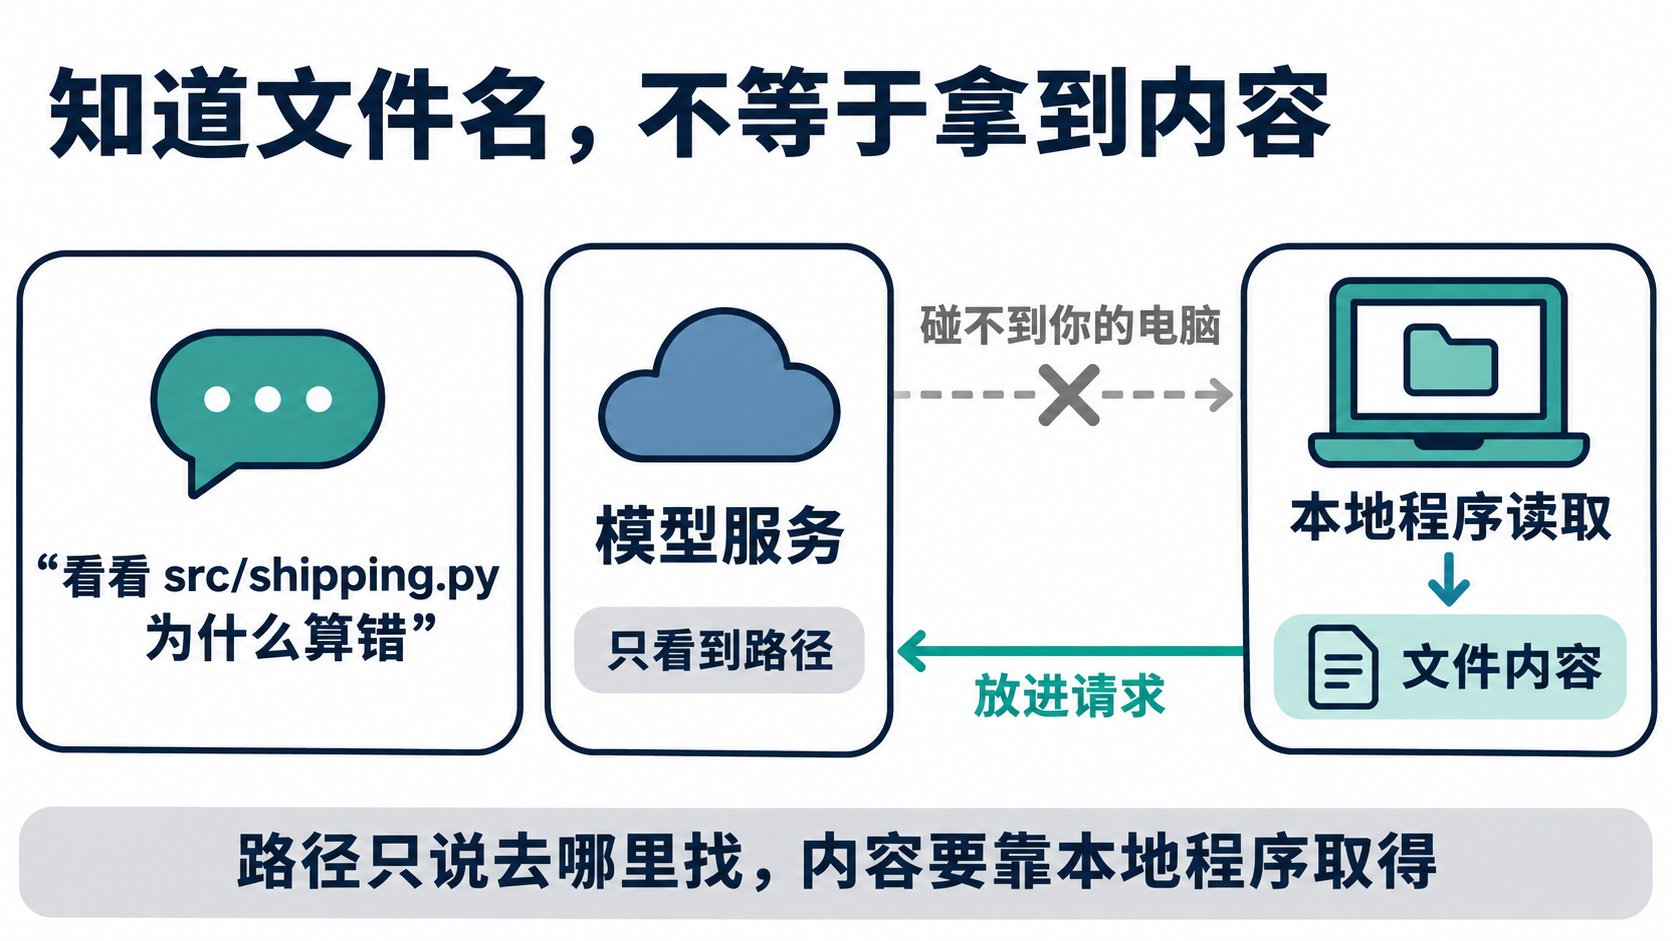 知道文件名，不等于拿到内容
“看看 src/shipping.py
为什么算错”
模型服务
只看到路径
碰不到你的电脑
放进请求
本地程序读取
文件内容
路径只说去哪里找，内容要靠本地程序取得